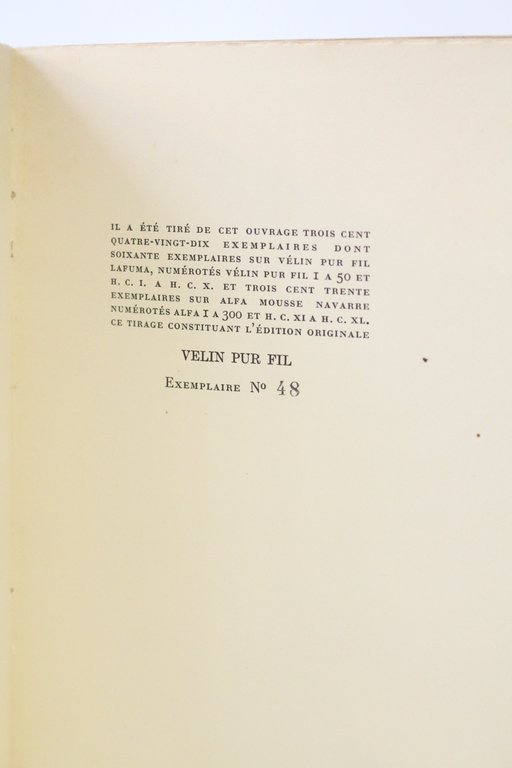 IL A ÉTÉ TIRÉ DE CET OUVRAGE TROIS CENT
QUATRE-VINGT-DIX EXEMPLAIRES DONT
SOIXANTE EXEMPLAIRES SUR VÉLIN PUR FIL
LAFUMA, NUMÉROTÉS VÉLIN PUR FIL I A 50 ET
H. C. I. A H. C. X. ET TROIS CENT TRENTE
EXEMPLAIRES SUR ALFA MOUSSE NAVARRE
NUMÉROTÉS ALFA I A 300 ET H. C. XI A H. C. XL.
CE TIRAGE CONSTITUANT L'ÉDITION ORIGINALE
VELIN PUR FIL
EXEMPLAIRE Nº 48